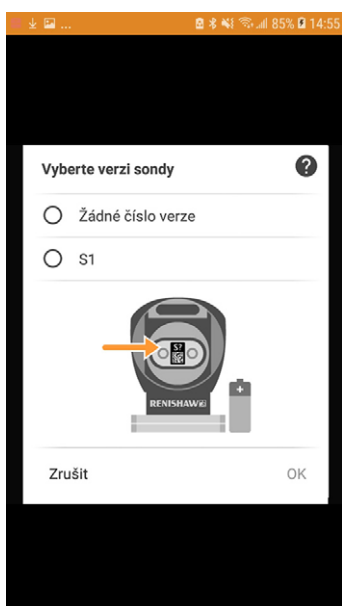 ... 85% 14:55
Vyberte verzi sondy ?
Žádné číslo verze
S1
S?
RENISHAW
+
Zrušit OK